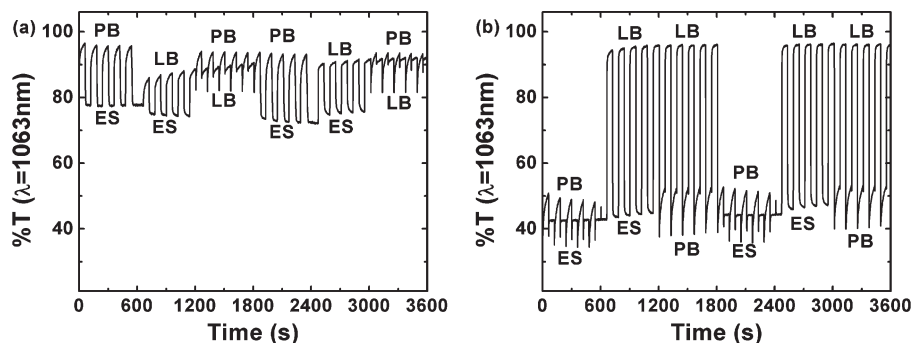 (a)
%T (λ=1063nm)
100
80
60
40
PB
LB
PB
PB
LB
PB
ES
ES
LB
ES
ES
LB
0 600 1200 1800 2400 3000 3600
Time (s)
(b)
%T (λ=1063nm)
100
80
60
40
LB LB LB LB
PB
PB
ES
ES
PB
ES
ES
PB
0 600 1200 1800 2400 3000 3600
Time (s)